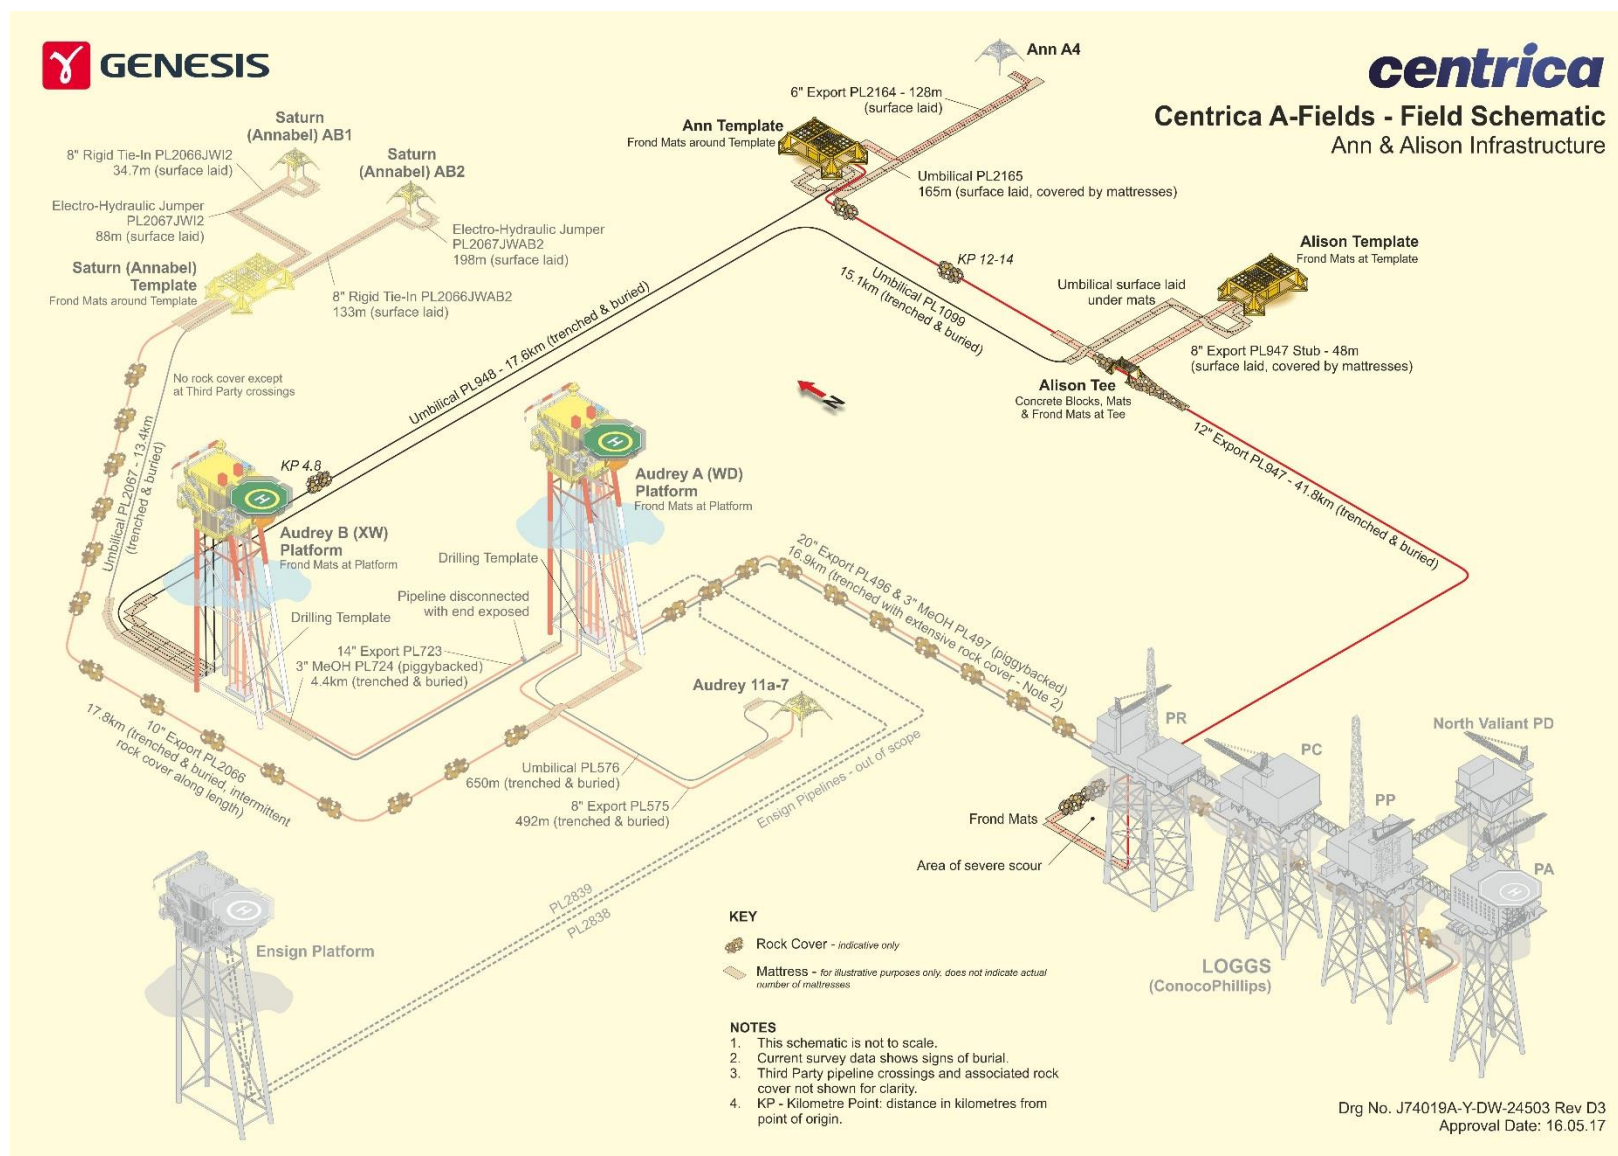 GENESIS
centrica
Centrica A-Fields - Field Schematic
Ann & Alison Infrastructure
Ann A4
6" Export PL2164 - 128m
(surface laid)
Ann Template
Frond Mats around Template
Umbilical PL2165
165m (surface laid, covered by mattresses)
Saturn
(Annabel) AB1
8" Rigid Tie-In PL2066JWI2
34.7m (surface laid)
Saturn
(Annabel) AB2
Electro-Hydraulic Jumper
PL2067JWI2
88m (surface laid)
Electro-Hydraulic Jumper
PL2067JWAB2
198m (surface laid)
Saturn (Annabel)
Template
Frond Mats around Template
8" Rigid Tie-In PL2066JWAB2
133m (surface laid)
KP 12-14
Alison Template
Frond Mats at Template
Umbilical surface laid
under mats
Umbilical PL1099
15.1km (trenched & buried)
8" Export PL947 Stub - 48m
(surface laid, covered by mattresses)
Alison Tee
Concrete Blocks, Mats
& Frond Mats at Tee
Umbilical PL948 - 17.6km (trenched & buried)
No rock cover except
at Third Party crossings
N
12" Export PL947 - 41.8km (trenched & buried)
Umbilical PL2067 - 13.4km
(trenched & buried)
KP 4.8
H
H
Audrey A (WD)
Platform
Frond Mats at Platform
Audrey B (XW)
Platform
Frond Mats at Platform
Drilling Template
Pipeline disconnected
with end exposed
Drilling Template
20" Export PL496 & 3" MeOH PL497 (piggybacked)
16.9km (trenched with extensive rock cover - Note 2)
14" Export PL723
3" MeOH PL724 (piggybacked)
4.4km (trenched & buried)
Audrey 11a-7
10" Export PL2066
17.8km (trenched & buried, intermittent
rock cover along length)
Umbilical PL576
650m (trenched & buried)
8" Export PL575
492m (trenched & buried)
Ensign Pipelines - out of scope
PR
PC
North Valiant PD
PP
PA
Frond Mats
Area of severe scour
H
LOGGS
(ConocoPhillips)
PL2839
PL2838
H
Ensign Platform
KEY
Rock Cover - indicative only
Mattress - for illustrative purposes only, does not indicate actual
number of mattresses
NOTES
1. This schematic is not to scale.
2. Current survey data shows signs of burial.
3. Third Party pipeline crossings and associated rock
cover not shown for clarity.
4. KP - Kilometre Point: distance in kilometres from
point of origin.
Drg No. J74019A-Y-DW-24503 Rev D3
Approval Date: 16.05.17